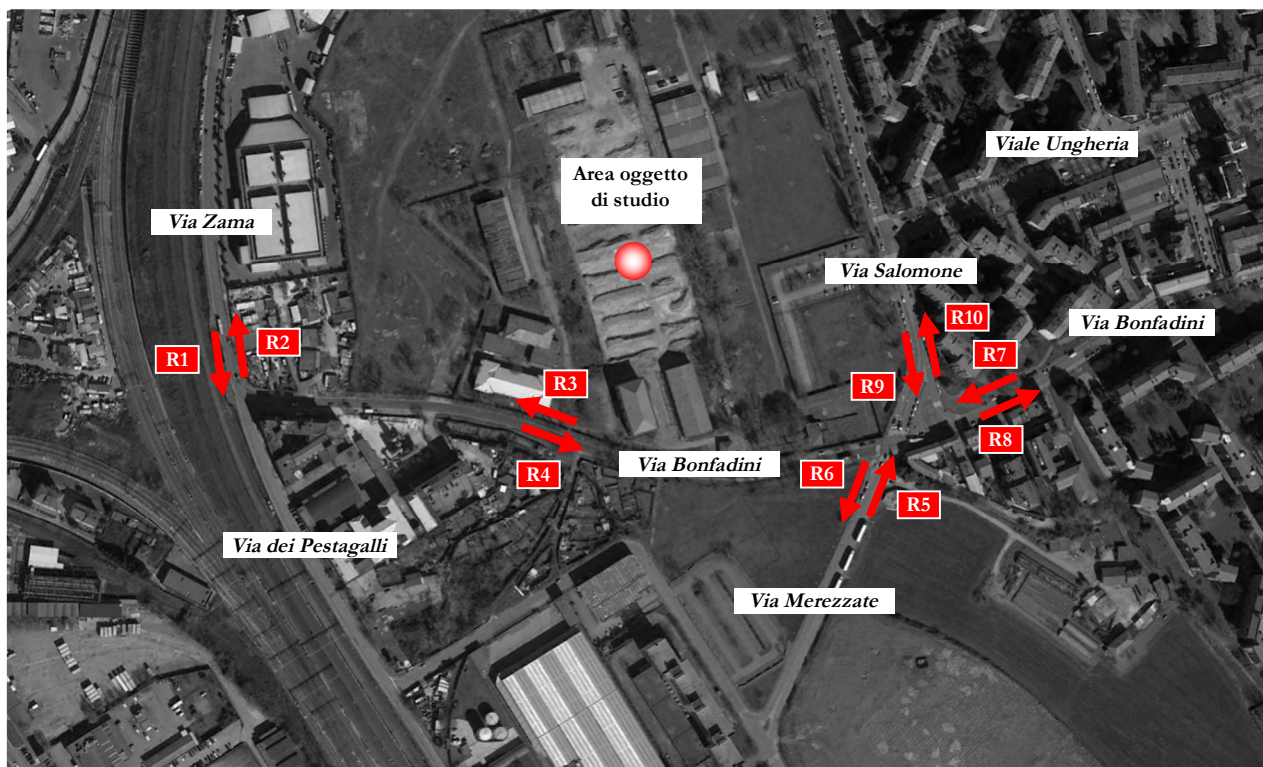 Viale Ungheria
Area oggetto
di studio
Via Zama
Via Salomone
R10
Via Bonfadini
R2
R1
R7
R3
R9
R8
Via Bonfadini
R4
R6
R5
Via dei Pestagalli
Via Merezzate